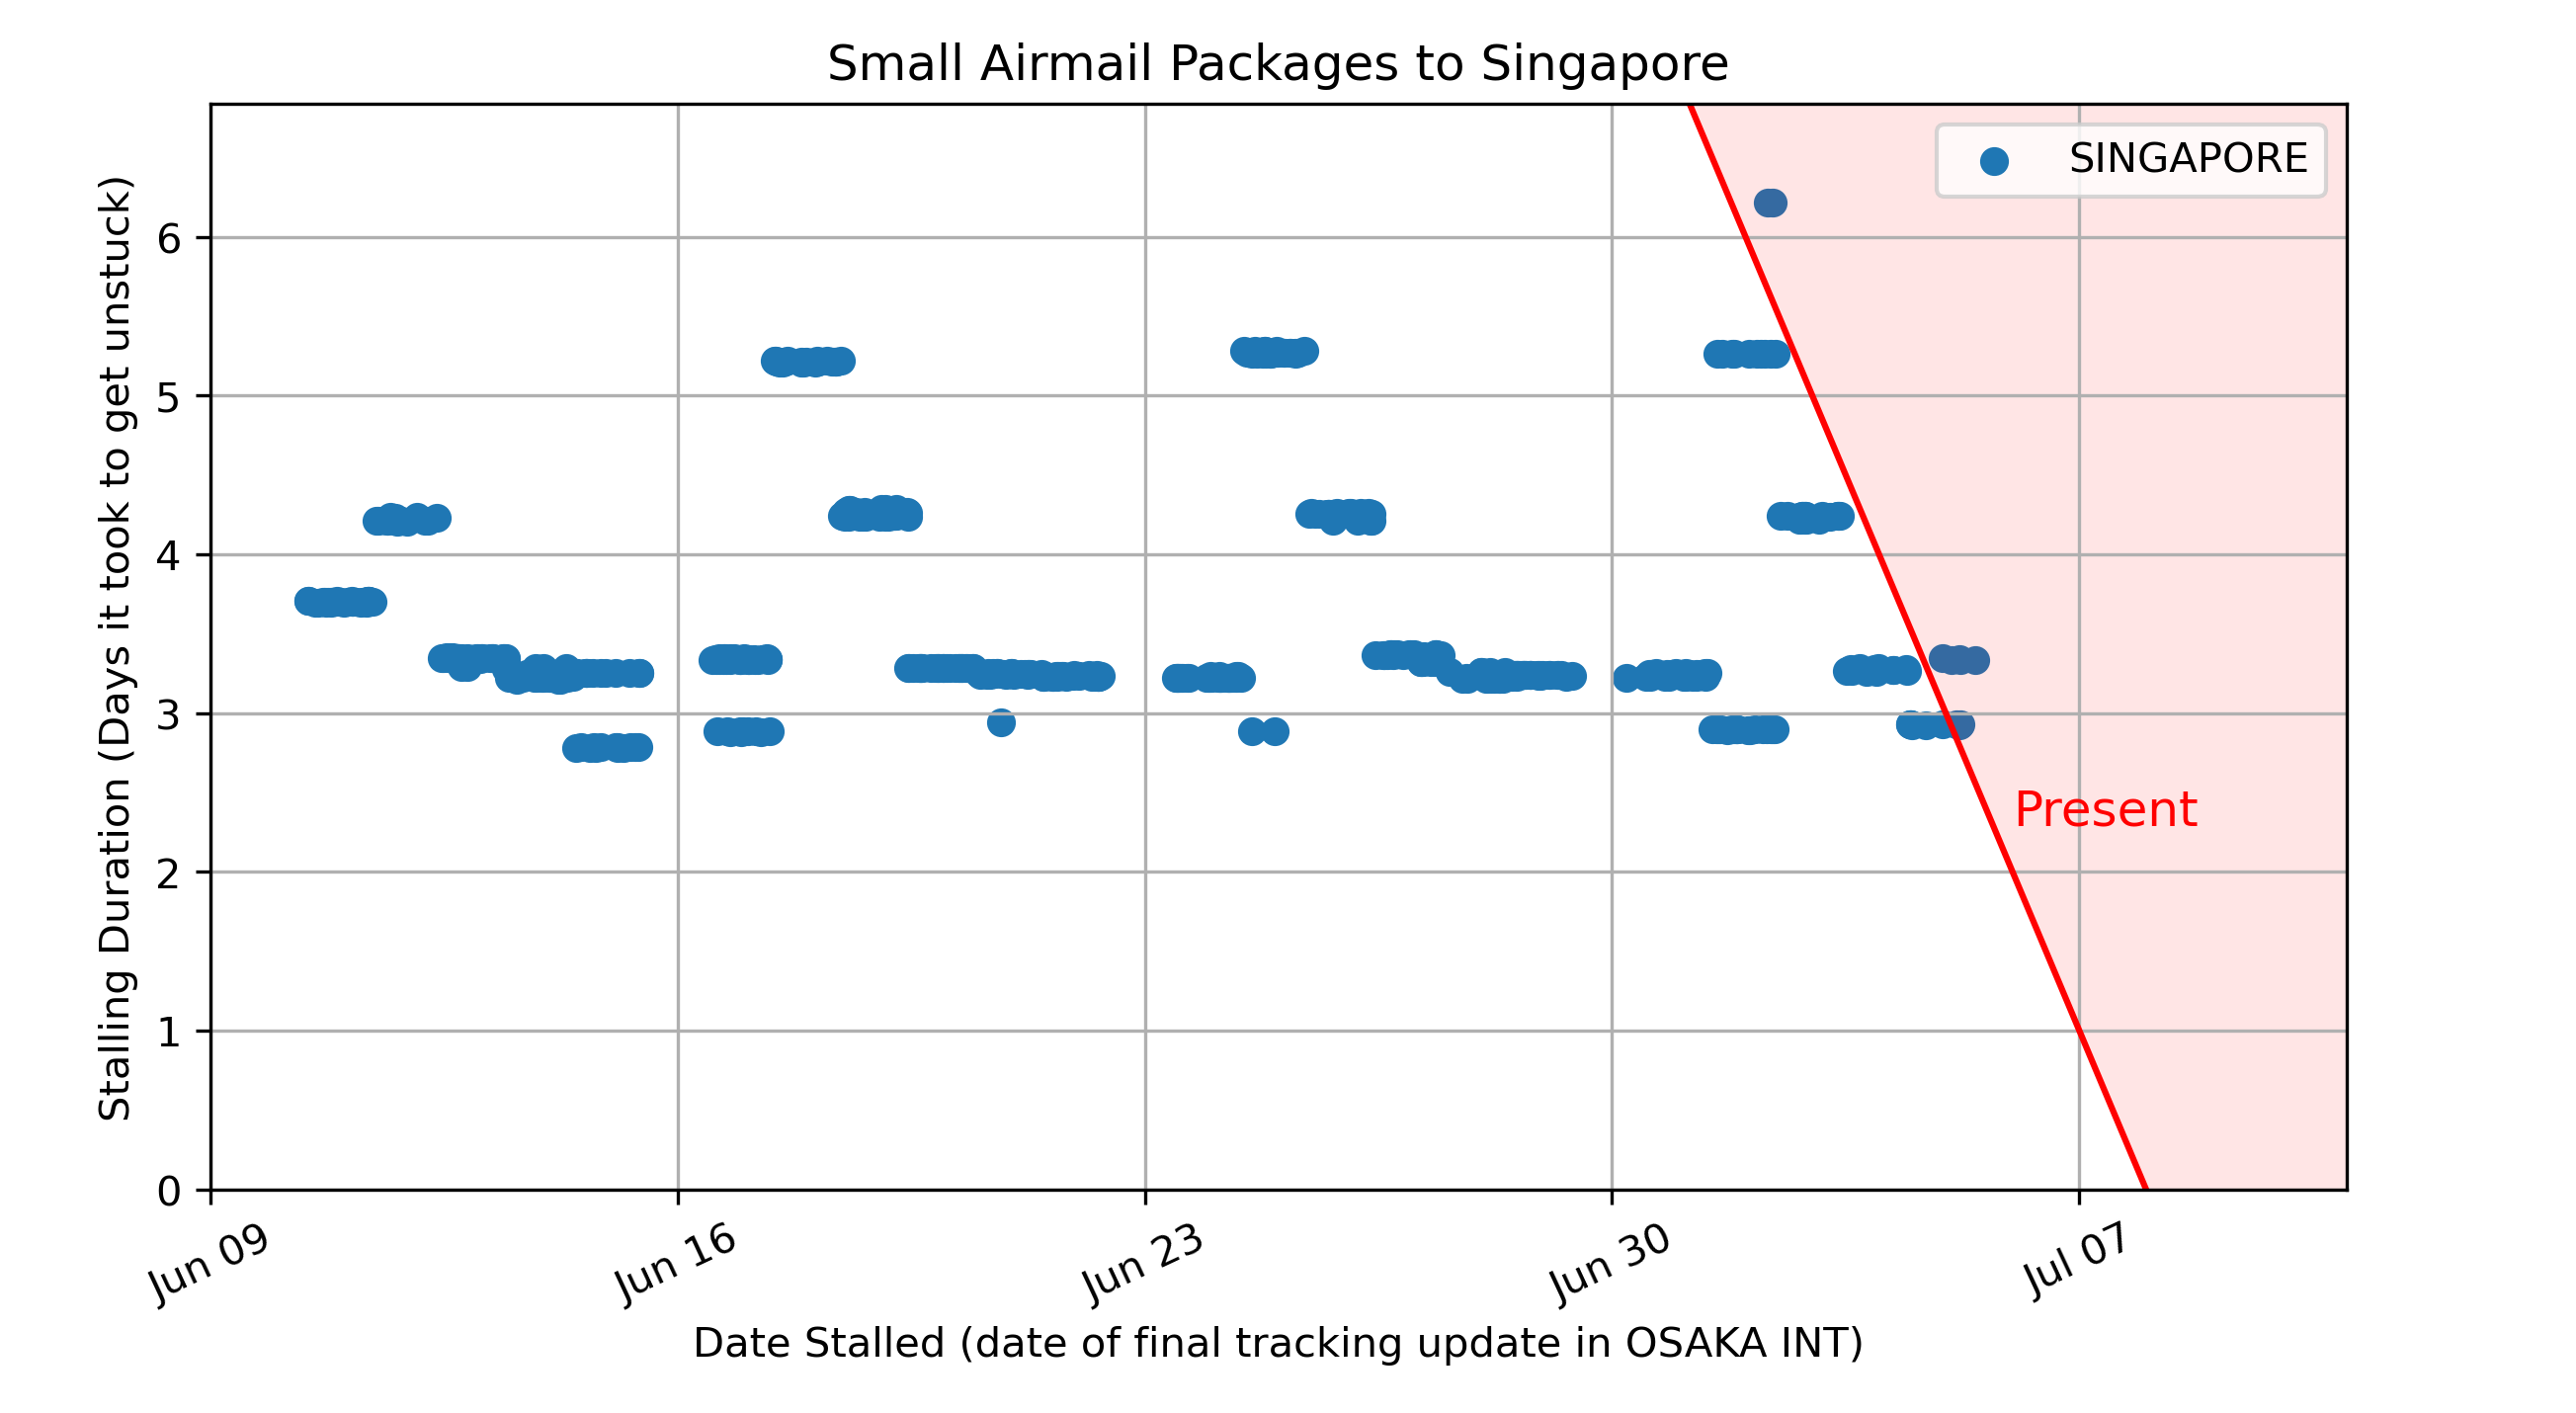 Small Airmail Packages to Singapore
SINGAPORE
Stalling Duration (Days it took to get unstuck)
6
5
4
3
2
1
0
Present
Jun 09
Jun 16
Jun 23
Jun 30
Jul 07
Date Stalled (date of final tracking update in OSAKA INT)